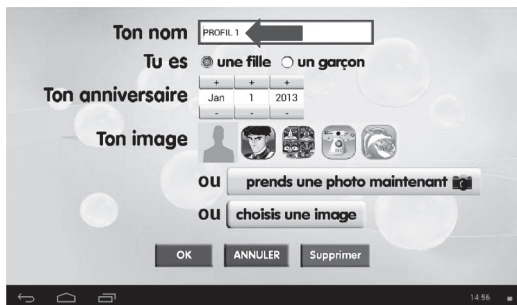 Ton nom PROFIL 1
Tu es une fille un garçon
Ton anniversaire + + +
Jan 1 2013
- - -
Ton image
ou prends une photo maintenant
ou choisis une image
OK ANNULER Supprimer
14:56